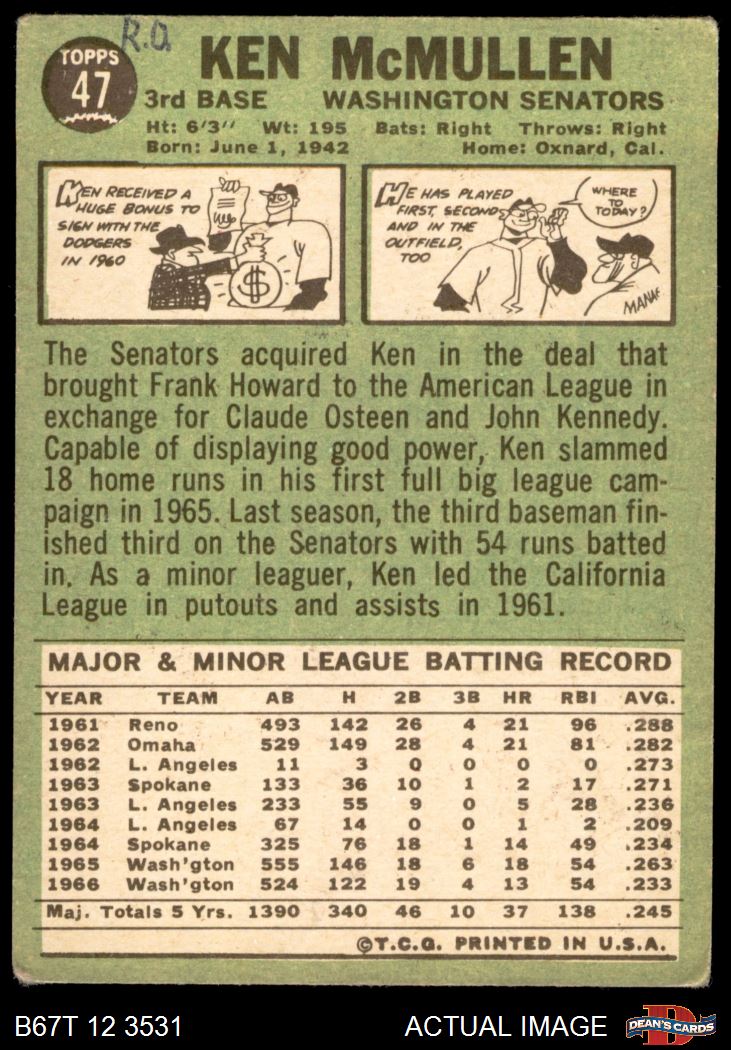 R.O.
TOPPS
47
KEN McMULLEN
3rd BASE WASHINGTON SENATORS
Ht: 6'3" Wt: 195 Bats: Right Throws: Right
Born: June 1, 1942 Home: Oxnard, Cal.
KEN RECEIVED A
HUGE BONUS TO
SIGN WITH THE
DODGERS
IN 1960
$
HE HAS PLAYED
FIRST, SECOND
AND IN THE
OUTFIELD,
TOO
WHERE
TO
TODAY?
The Senators acquired Ken in the deal that
brought Frank Howard to the American League in
exchange for Claude Osteen and John Kennedy.
Capable of displaying good power, Ken slammed
18 home runs in his first full big league cam-
paign in 1965. Last season, the third baseman fin-
ished third on the Senators with 54 runs batted
in. As a minor leaguer, Ken led the California
League in putouts and assists in 1961.
MAJOR & MINOR LEAGUE BATTING RECORD
YEAR TEAM AB H 2B 3B HR RBI AVG.
1961 Reno 493 142 26 4 21 96 .288
1962 Omaha 529 149 28 4 21 81 .282
1962 L. Angeles 11 3 0 0 0 0 .273
1963 Spokane 133 36 10 1 2 17 .271
1963 L. Angeles 233 55 9 0 5 28 .236
1964 L. Angeles 67 14 0 0 1 2 .209
1964 Spokane 325 76 18 1 14 49 .234
1965 Wash'gton 555 146 18 6 18 54 .263
1966 Wash'gton 524 122 19 4 13 54 .233
Maj. Totals 5 Yrs. 1390 340 46 10 37 138 .245
©T.C.G. PRINTED IN U.S.A.
B67T 12 3531 ACTUAL IMAGE
D
DEAN'S CARDS